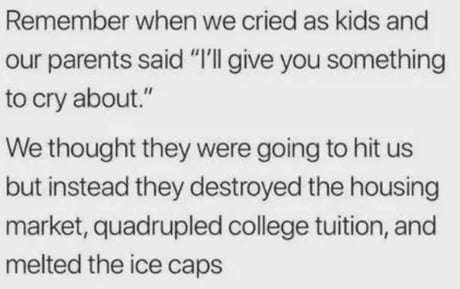 Remember when we cried as kids and
our parents said "I'll give you something
to cry about."
We thought they were going to hit us
but instead they destroyed the housing
market, quadrupled college tuition, and
melted the ice caps